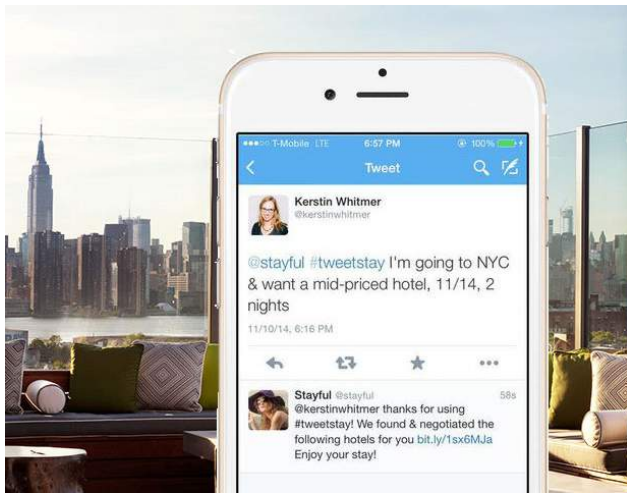 T-Mobile LTE 6:57 PM 100%
Tweet
Kerstin Whitmer
@kerstinwhitmer
@stayful #tweetstay I'm going to NYC
& want a mid-priced hotel, 11/14, 2
nights
11/10/14, 6:16 PM
Stayful @stayful 58s
@kerstinwhitmer thanks for using
#tweetstay! We found & negotiated the
following hotels for you bit.ly/1sx6MJa
Enjoy your stay!